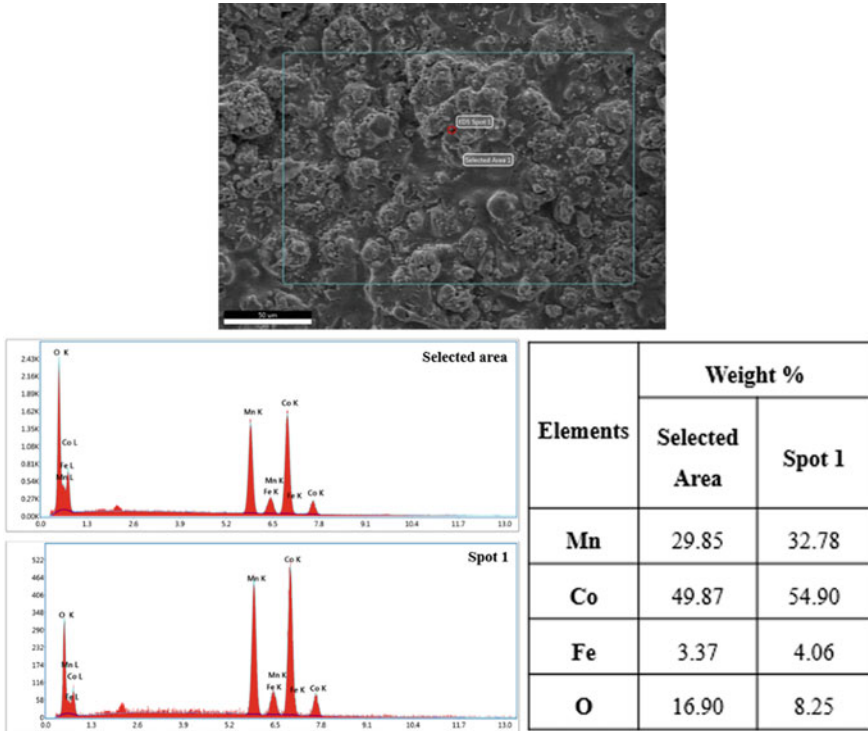 EDS Spot 1
Selected Area 1
50 µm
Selected area
O K
Co L
Fe L
Mn L
Mn K
Co K
Mn K
Fe K
Fe K
Co K
2.43K
2.16K
1.89K
1.62K
1.35K
1.08K
0.81K
0.54K
0.27K
0.00K
0.0 1.3 2.6 3.9 5.2 6.5 7.8 9.1 10.4 11.7 13.0
Spot 1
O K
Mn L
Co L
Fe L
Mn K
Co K
Mn K
Fe K
Fe K
Co K
522
464
406
348
290
232
174
116
58
0
0.0 1.3 2.6 3.9 5.2 6.5 7.8 9.1 10.4 11.7 13.0
Elements
Weight %
Selected
Area
Spot 1
Mn 29.85 32.78
Co 49.87 54.90
Fe 3.37 4.06
O 16.90 8.25